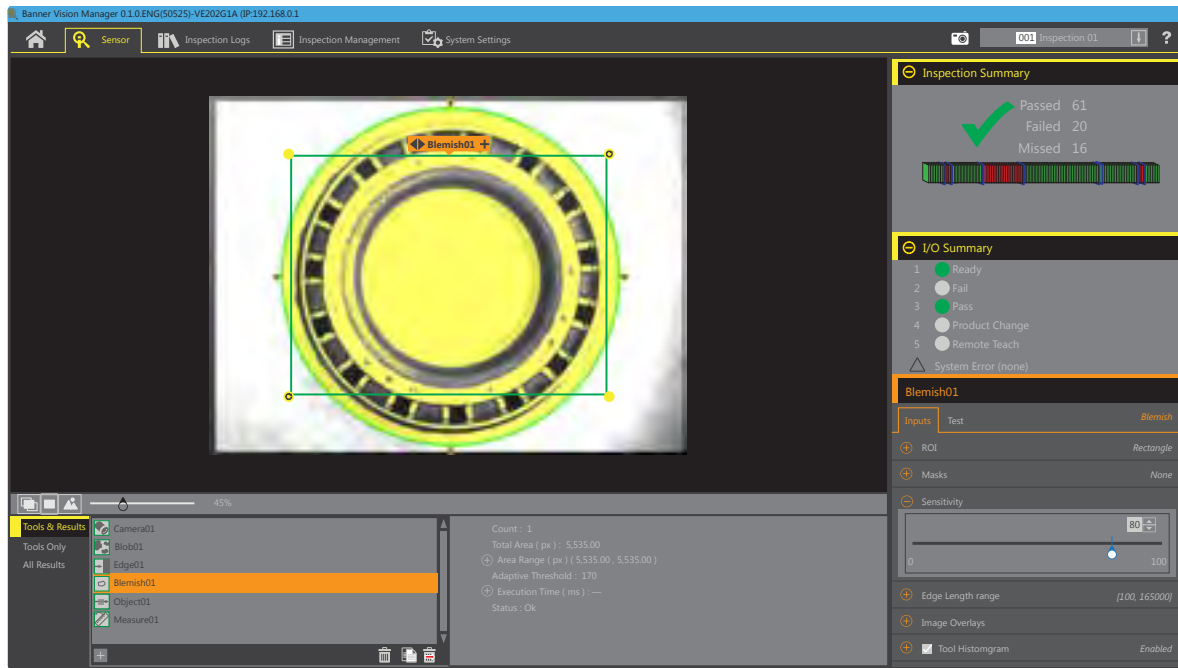 Banner Vision Manager 0.1.0.ENG(50525)-VE202G1A (IP:192.168.0.1
Sensor
Inspection Logs
Inspection Management
System Settings
001 Inspection 01
?
Inspection Summary
Passed 61
Failed 20
Missed 16
Blemish01
I/O Summary
1 Ready
2 Fail
3 Pass
4 Product Change
5 Remote Teach
System Error (none)
Blemish01
Inputs Test Blemish
ROI Rectangle
Masks None
Sensitivity
80
0 100
Edge Length range [100, 165000]
Image Overlays
Tool Histomgram Enabled
45%
Tools & Results
Tools Only
All Results
Camera01
Blob01
Edge01
Blemish01
Object01
Measure01
Count : 1
Total Area ( px ) : 5,535.00
Area Range ( px ) ( 5,535.00 , 5,535.00 )
Adaptive Threshold : 170
Execution Time ( ms ) : —
Status : Ok